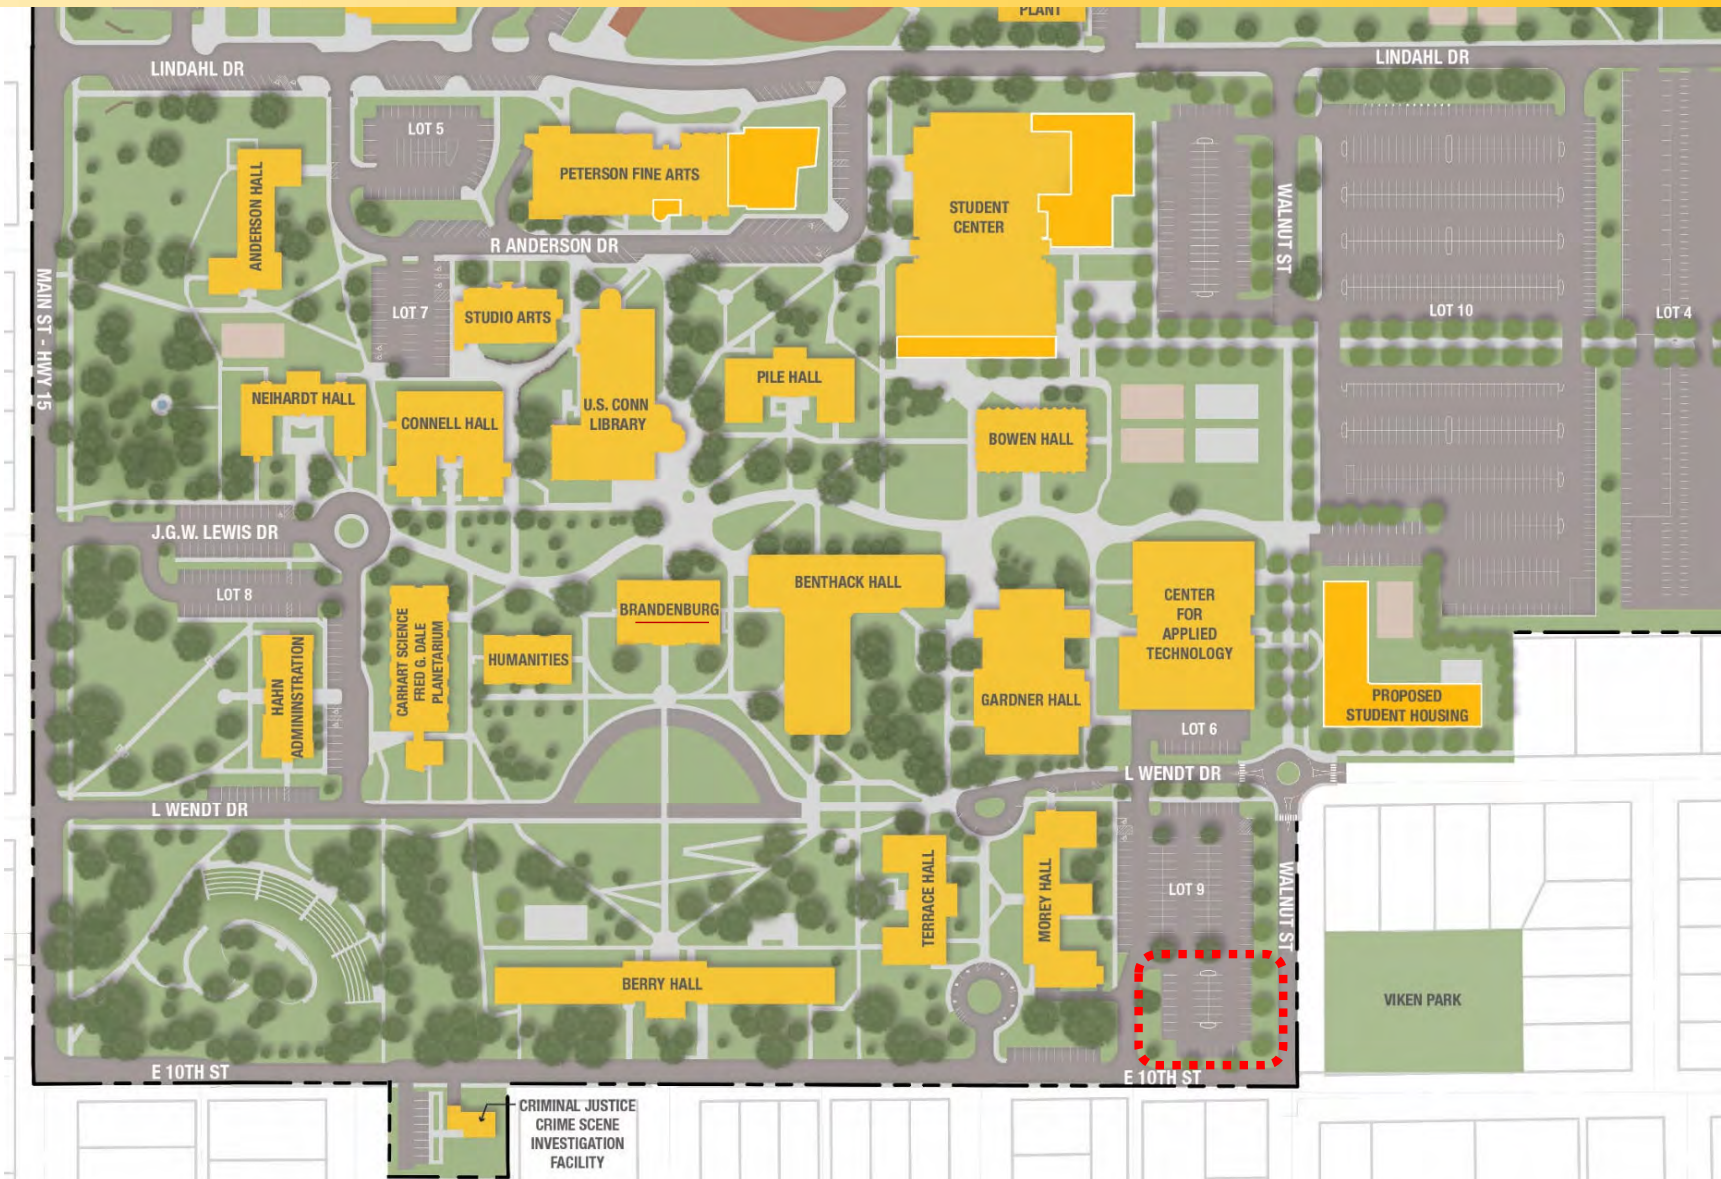 PLANT
LINDAHL DR
LINDAHL DR
LOT 5
PETERSON FINE ARTS
ANDERSON HALL
STUDENT
CENTER
WALNUT ST
R ANDERSON DR
MAIN ST - HWY 15
LOT 7
STUDIO ARTS
LOT 10
LOT 4
NEIHARDT HALL
CONNELL HALL
U.S. CONN
LIBRARY
PILE HALL
BOWEN HALL
J.G.W. LEWIS DR
LOT 8
BRANDENBURG
BENTHACK HALL
CENTER
FOR
APPLIED
TECHNOLOGY
CARHART SCIENCE
FRED G. DALE
PLANETARIUM
HUMANITIES
HAHN
ADMININSTRATION
GARDNER HALL
PROPOSED
STUDENT HOUSING
LOT 6
L WENDT DR
L WENDT DR
TERRACE HALL
MOREY HALL
LOT 9
WALNUT ST
BERRY HALL
VIKEN PARK
E 10TH ST
E 10TH ST
CRIMINAL JUSTICE
CRIME SCENE
INVESTIGATION
FACILITY